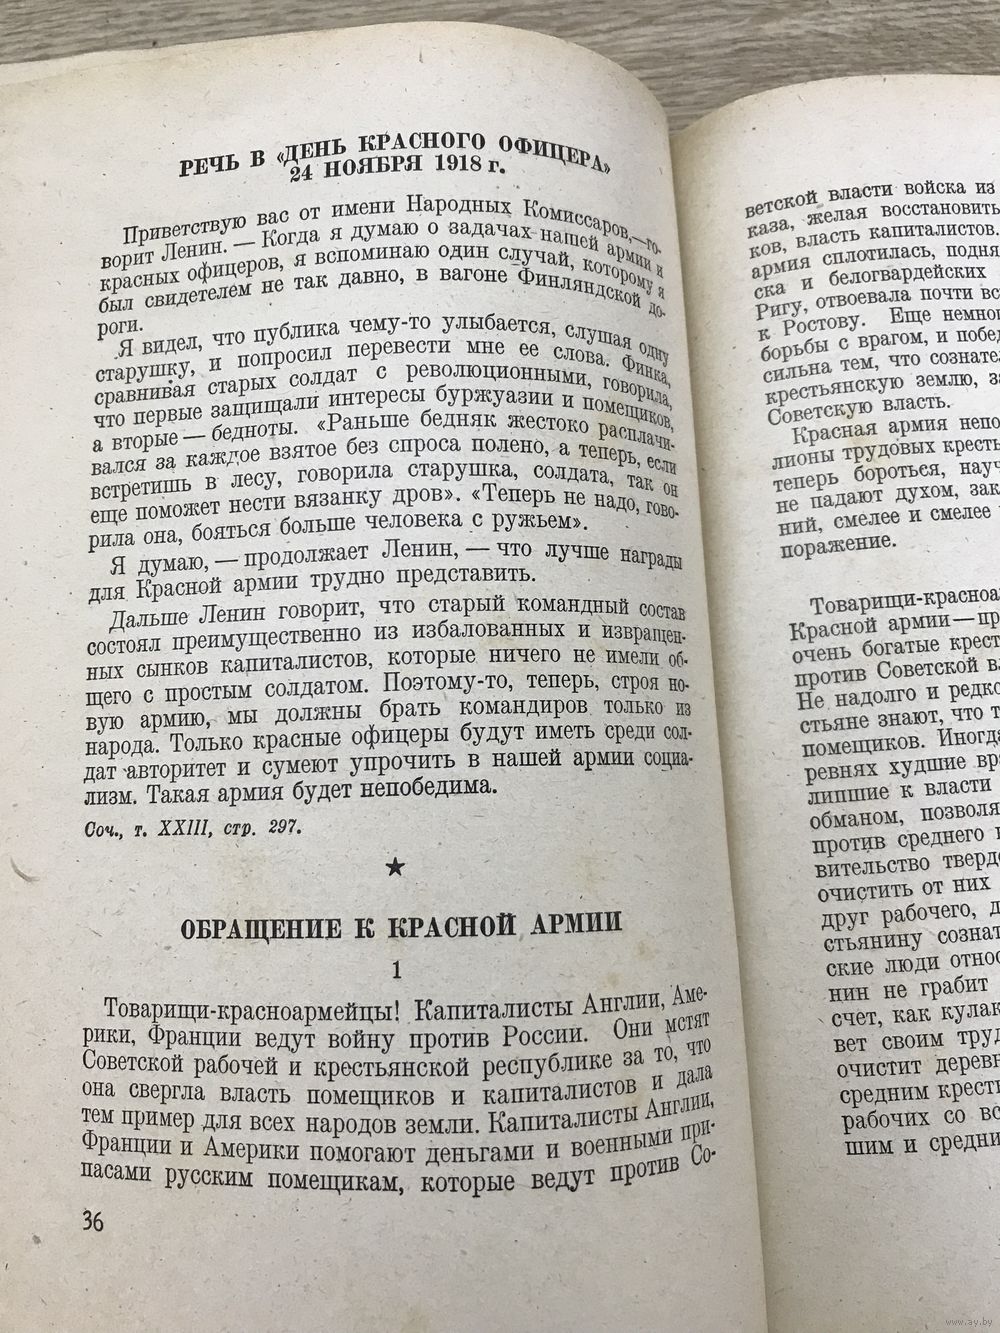 РЕЧЬ В «ДЕНЬ КРАСНОГО ОФИЦЕРА»
24 НОЯБРЯ 1918 г.
Приветствую вас от имени Народных Комиссаров,—го-
ворит Ленин. — Когда я думаю о задачах нашей армии и
красных офицеров, я вспоминаю один случай, которому я
был свидетелем не так давно, в вагоне Финляндской до-
роги.
Я видел, что публика чему-то улыбается, слушая одну
старушку, и попросил перевести мне ее слова. Финка,
сравнивая старых солдат с революционными, говорила,
что первые защищали интересы буржуазии и помещиков,
а вторые — бедноты. «Раньше бедняк жестоко расплачи-
вался за каждое взятое без спроса полено, а теперь, если
встретишь в лесу, говорила старушка, солдата, так он
еще поможет нести вязанку дров». «Теперь не надо, гово-
рила она, бояться больше человека с ружьем».
Я думаю, — продолжает Ленин, — что лучше награды
для Красной армии трудно представить.
Дальше Ленин говорит, что старый командный состав
состоял преимущественно из избалованных и извращен-
ных сынков капиталистов, которые ничего не имели об-
щего с простым солдатом. Поэтому-то, теперь, строя но-
вую армию, мы должны брать командиров только из
народа. Только красные офицеры будут иметь среди сол-
дат авторитет и сумеют упрочить в нашей армии социа-
лизм. Такая армия будет непобедима.
Соч., т. XXIII, стр. 297.
★
ОБРАЩЕНИЕ К КРАСНОЙ АРМИИ
1
Товарищи-красноармейцы! Капиталисты Англии, Аме-
рики, Франции ведут войну против России. Они мстят
Советской рабочей и крестьянской республике за то, что
она свергла власть помещиков и капиталистов и дала
тем пример для всех народов земли. Капиталисты Англии,
Франции и Америки помогают деньгами и военными при-
пасами русским помещикам, которые ведут против Со-
36
ветской власти войска из
каза, желая восстановить
ков, власть капиталистов.
армия сплотилась, подня
ска и белогвардейских
Ригу, отвоевала почти вс
к Ростову. Еще немног
борьбы с врагом, и побед
сильна тем, что сознател
крестьянскую землю, за
Советскую власть.
Красная армия непо
лионы трудовых кресть
теперь бороться, науч
не падают духом, зак
ний, смелее и смелее
поражение.
Товарищи-красноар
Красной армии — пр
очень богатые крест
против Советской вл
Не надолго и редко
стьяне знают, что т
помещиков. Иногда
ревнях худшие вра
липшие к власти
обманом, позволя
против среднего к
вительство твердо
очистить от них
друг рабочего, д
стьянину сознат
ские люди относ
нин не грабит
счет, как кулак
вет своим труд
очистит деревн
средним кресть
рабочих со вс
шим и средни
www.ay.by